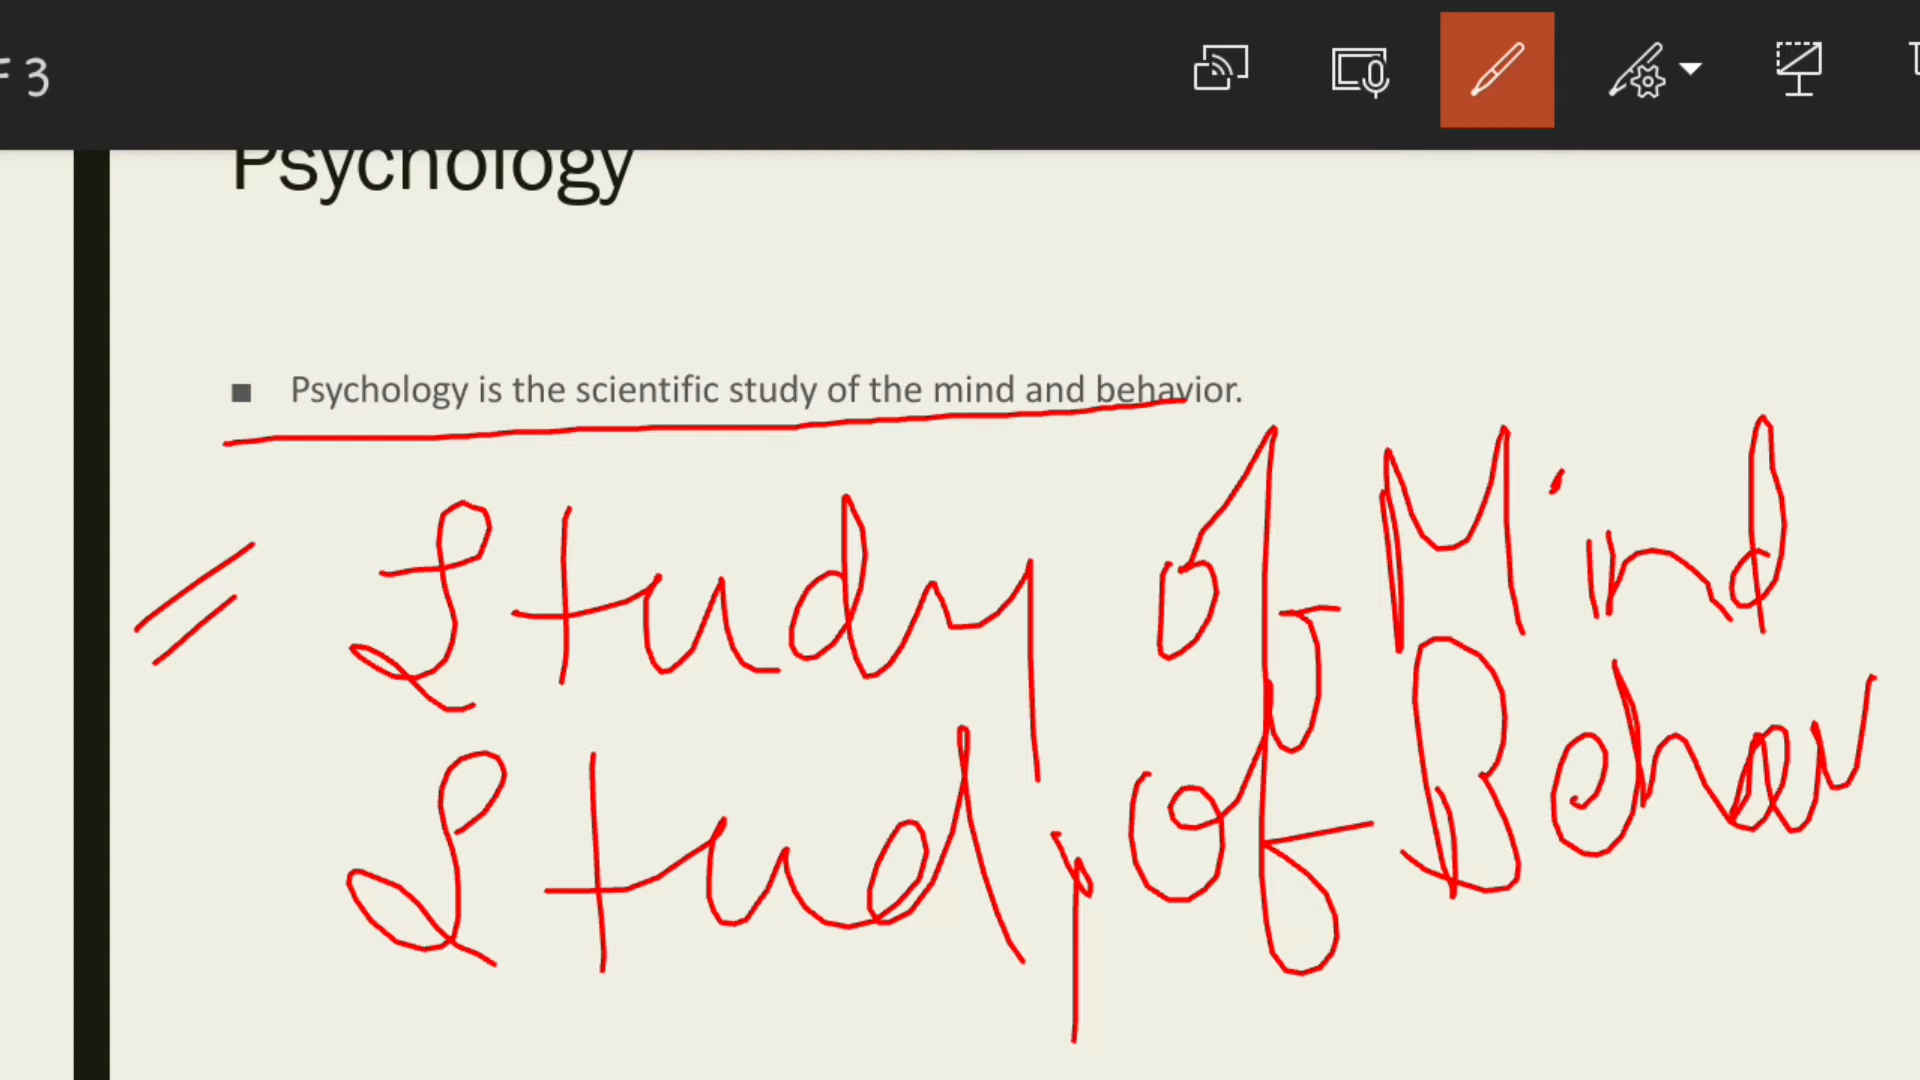 F 3
Psychology
■ Psychology is the scientific study of the mind and behavior.
= Study of Mind
Study of Behav